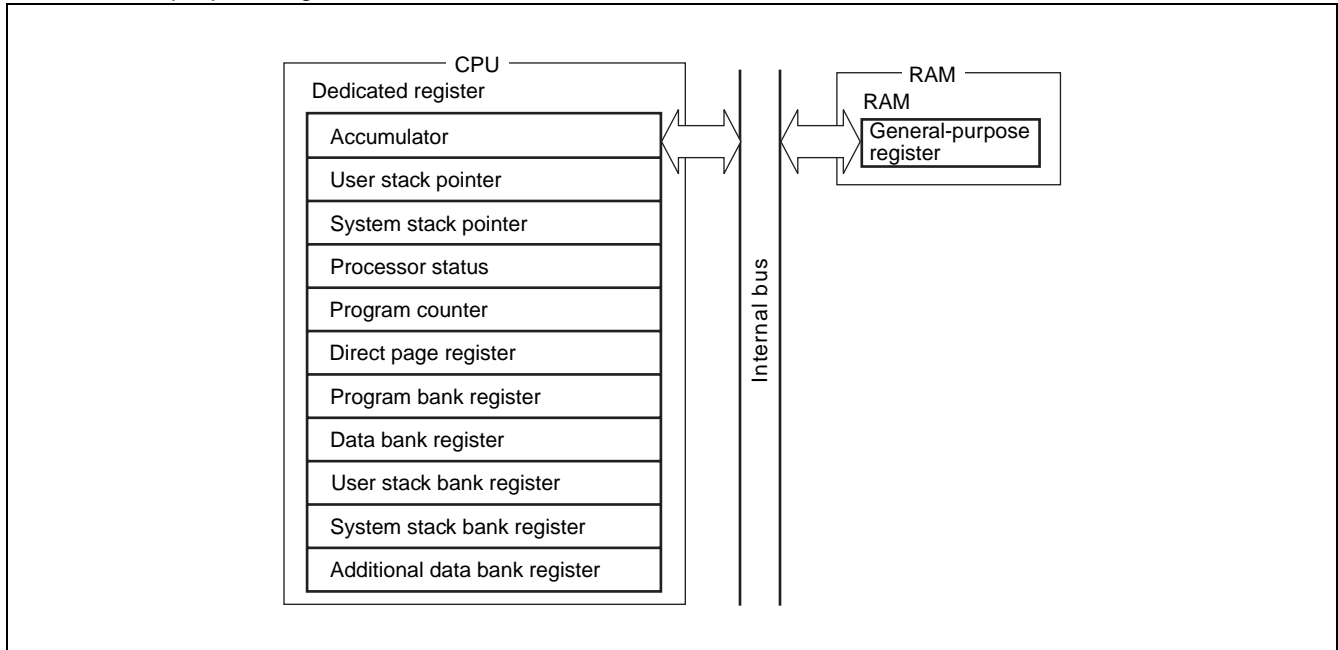 CPU
Dedicated register
Accumulator
User stack pointer
System stack pointer
Processor status
Program counter
Direct page register
Program bank register
Data bank register
User stack bank register
System stack bank register
Additional data bank register
Internal bus
RAM
RAM
General-purpose
register